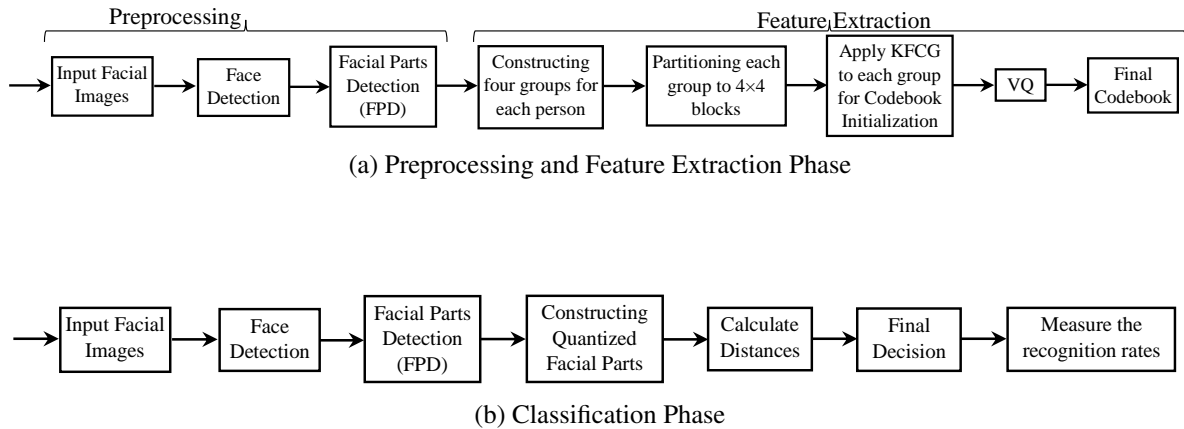 Preprocessing
Feature Extraction
Input Facial
Images
Face
Detection
Facial Parts
Detection
(FPD)
Constructing
four groups for
each person
Partitioning each
group to 4×4
blocks
Apply KFCG
to each group
for Codebook
Initialization
VQ
Final
Codebook
(a) Preprocessing and Feature Extraction Phase
Input Facial
Images
Face
Detection
Facial Parts
Detection
(FPD)
Constructing
Quantized
Facial Parts
Calculate
Distances
Final
Decision
Measure the
recognition rates
(b) Classification Phase